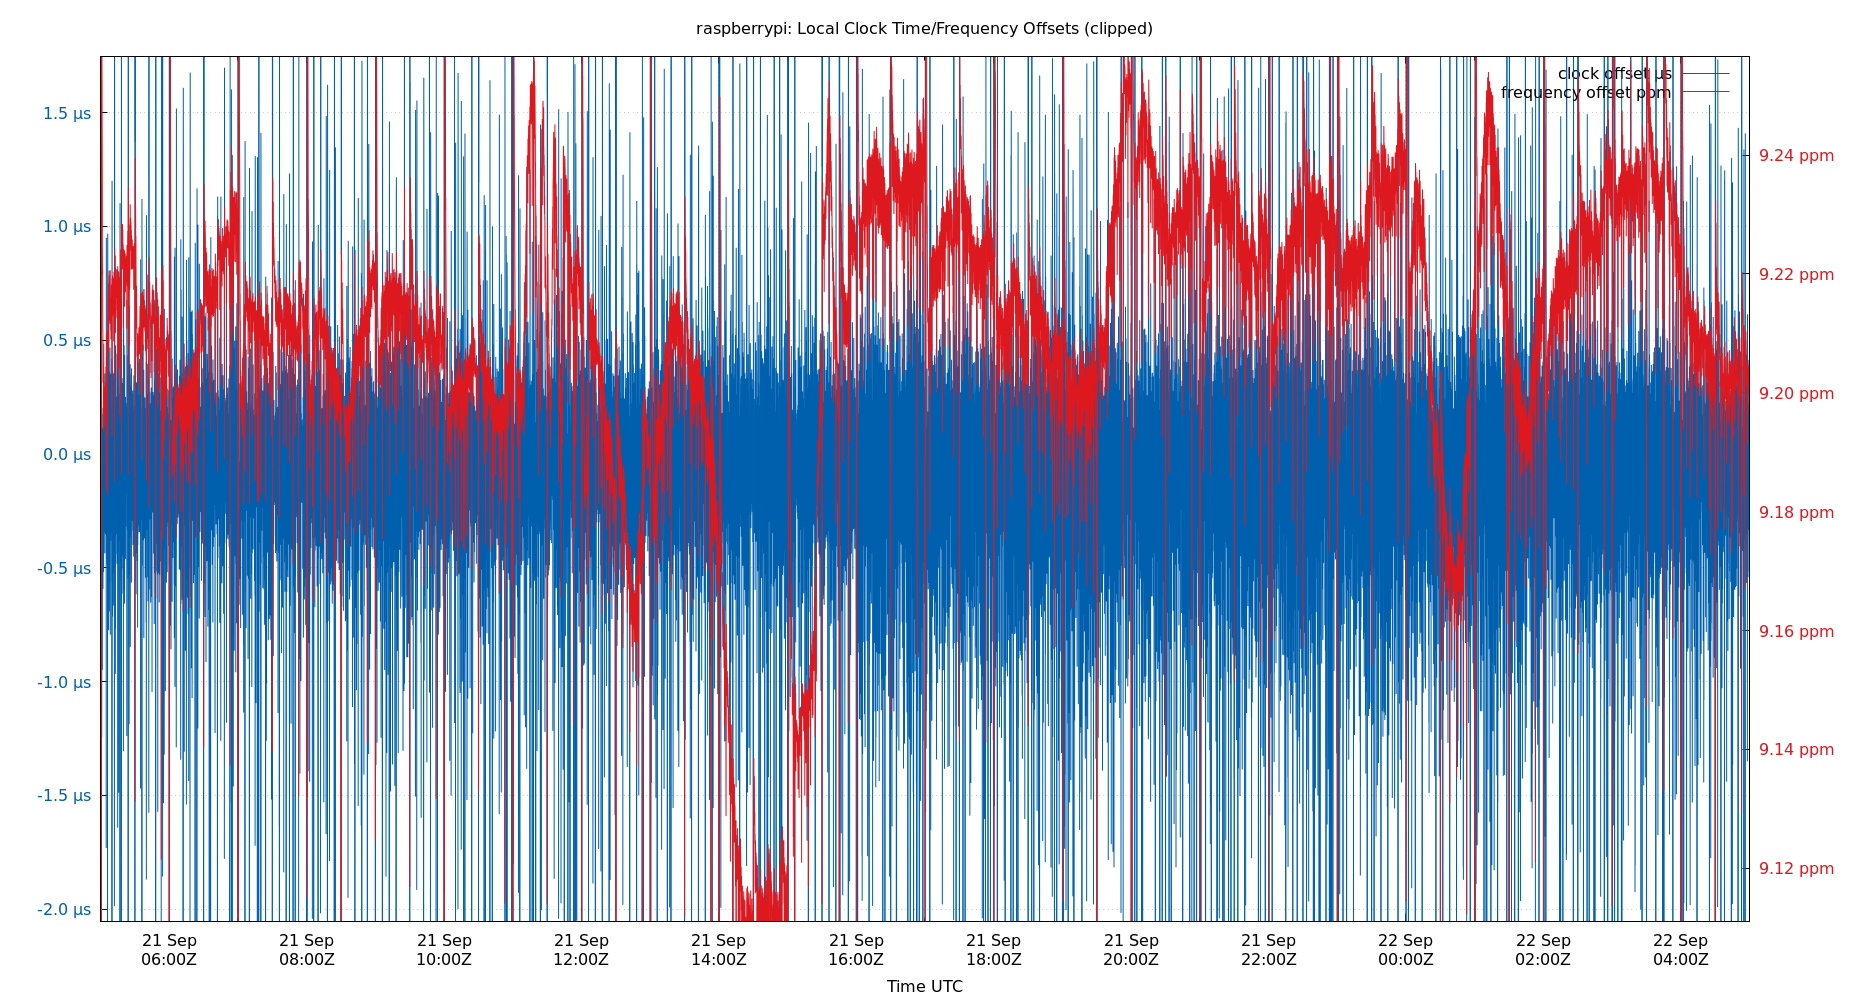 raspberrypi: Local Clock Time/Frequency Offsets (clipped)
clock offset µs
frequency offset ppm
1.5 µs
1.0 µs
0.5 µs
0.0 µs
-0.5 µs
-1.0 µs
-1.5 µs
-2.0 µs
9.24 ppm
9.22 ppm
9.20 ppm
9.18 ppm
9.16 ppm
9.14 ppm
9.12 ppm
21 Sep 21 Sep 21 Sep 21 Sep 21 Sep 21 Sep 21 Sep 21 Sep 21 Sep 22 Sep 22 Sep 22 Sep
06:00Z 08:00Z 10:00Z 12:00Z 14:00Z 16:00Z 18:00Z 20:00Z 22:00Z 00:00Z 02:00Z 04:00Z
Time UTC